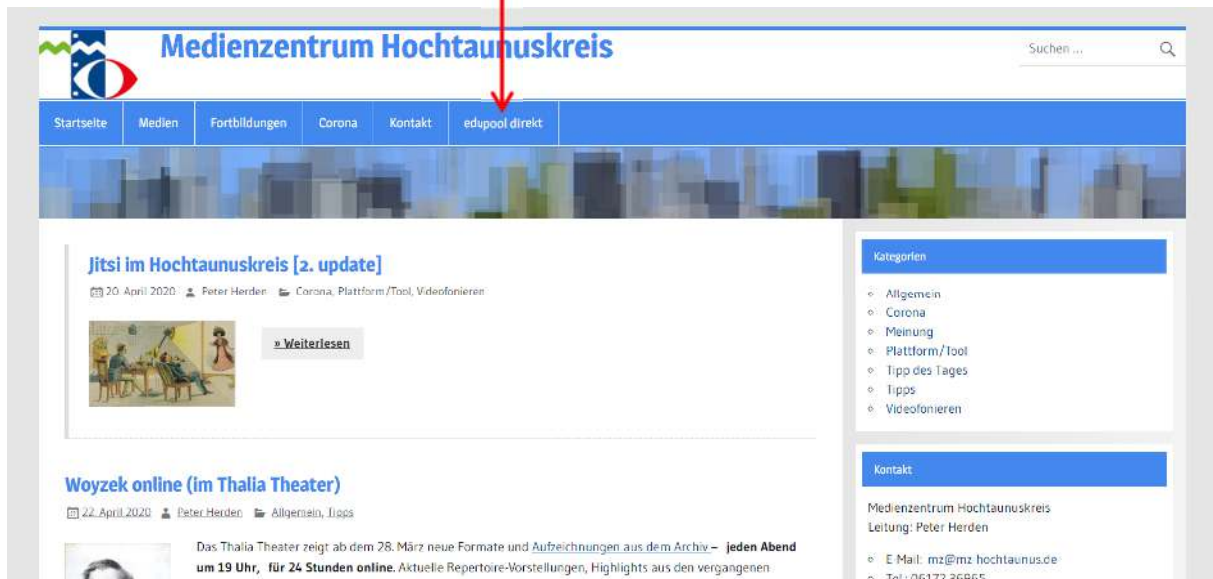 Medienzentrum Hochtaunuskreis
Suchen ...
Startseite Medien Fortbildungen Corona Kontakt edupool direkt
Jitsi im Hochtaunuskreis [2. update]
20. April 2020 Peter Herden Corona, Plattform/Tool, Videofonieren
» Weiterlesen
Woyzek online (im Thalia Theater)
22. April 2020 Peter Herden Allgemein, Tipps
Das Thalia Theater zeigt ab dem 28. März neue Formate und Aufzeichnungen aus dem Archiv – jeden Abend
um 19 Uhr, für 24 Stunden online. Aktuelle Repertoire-Vorstellungen, Highlights aus den vergangenen
Kategorien
Allgemein
Corona
Meinung
Plattform/Tool
Tipp des Tages
Tipps
Videofonieren
Kontakt
Medienzentrum Hochtaunuskreis
Leitung: Peter Herden
E-Mail: mz@mz-hochtaunus.de
Tel.: 06172 36965